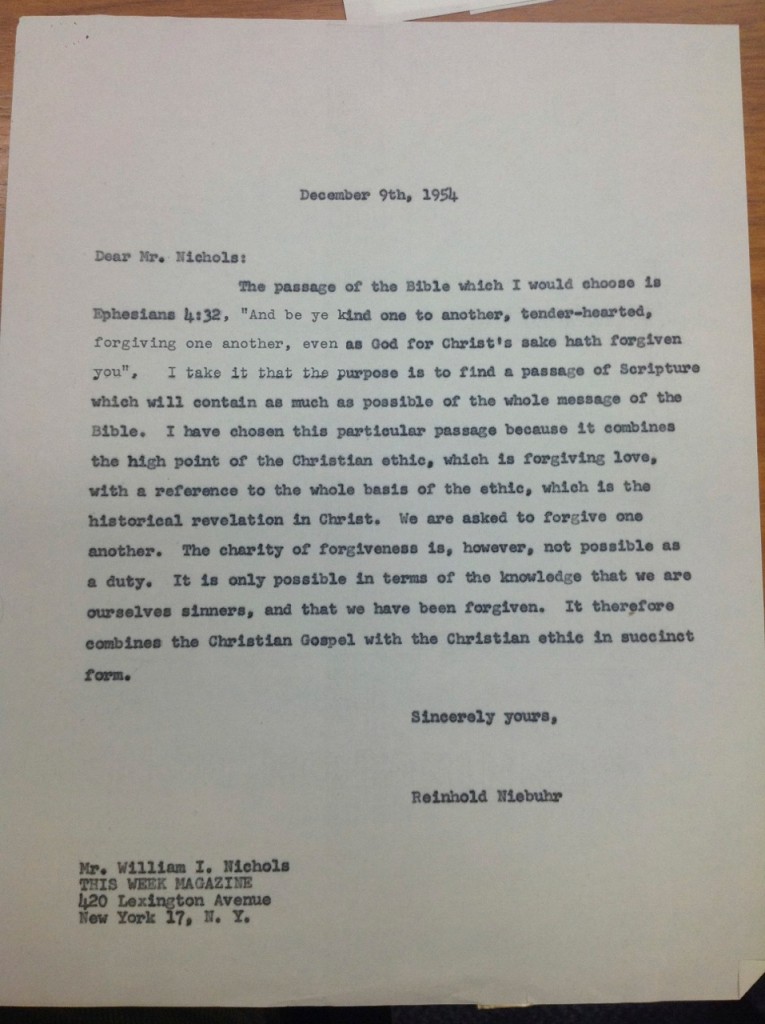 December 9th, 1954
Dear Mr. Nichols:
The passage of the Bible which I would choose is
Ephesians 4:32, "And be ye kind one to another, tender-hearted,
forgiving one another, even as God for Christ's sake hath forgiven
you", I take it that the purpose is to find a passage of Scripture
which will contain as much as possible of the whole message of the
Bible. I have chosen this particular passage because it combines
the high point of the Christian ethic, which is forgiving love,
with a reference to the whole basis of the ethic, which is the
historical revelation in Christ. We are asked to forgive one
another. The charity of forgiveness is, however, not possible as
a duty. It is only possible in terms of the knowledge that we are
ourselves sinners, and that we have been forgiven. It therefore
combines the Christian Gospel with the Christian ethic in succinct
form.
Sincerely yours,
Reinhold Niebuhr
Mr. William I. Nichols
THIS WEEK MAGAZINE
420 Lexington Avenue
New York 17, N. Y.